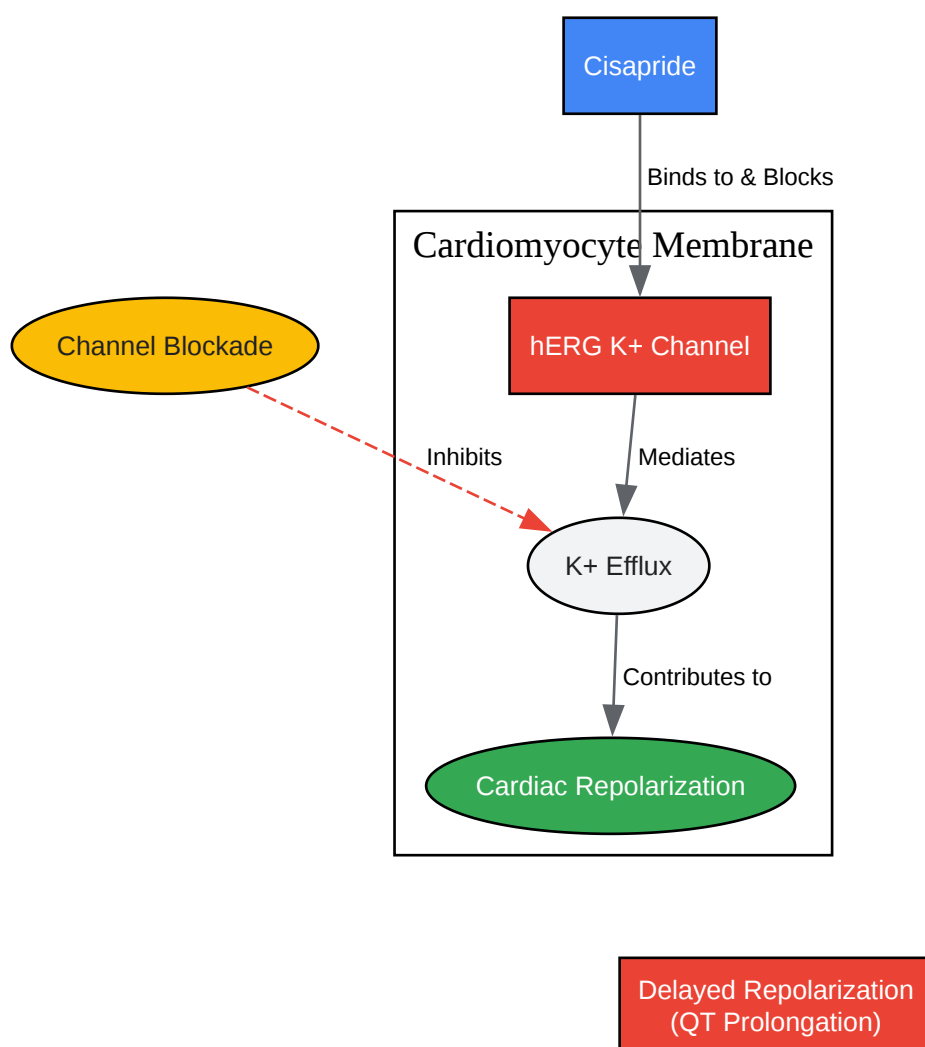 Cisapride
Binds to & Blocks
Cardiomyocyte Membrane
Channel Blockade
hERG K+ Channel
Inhibits
Mediates
K+ Efflux
Contributes to
Cardiac Repolarization
Delayed Repolarization
(QT Prolongation)